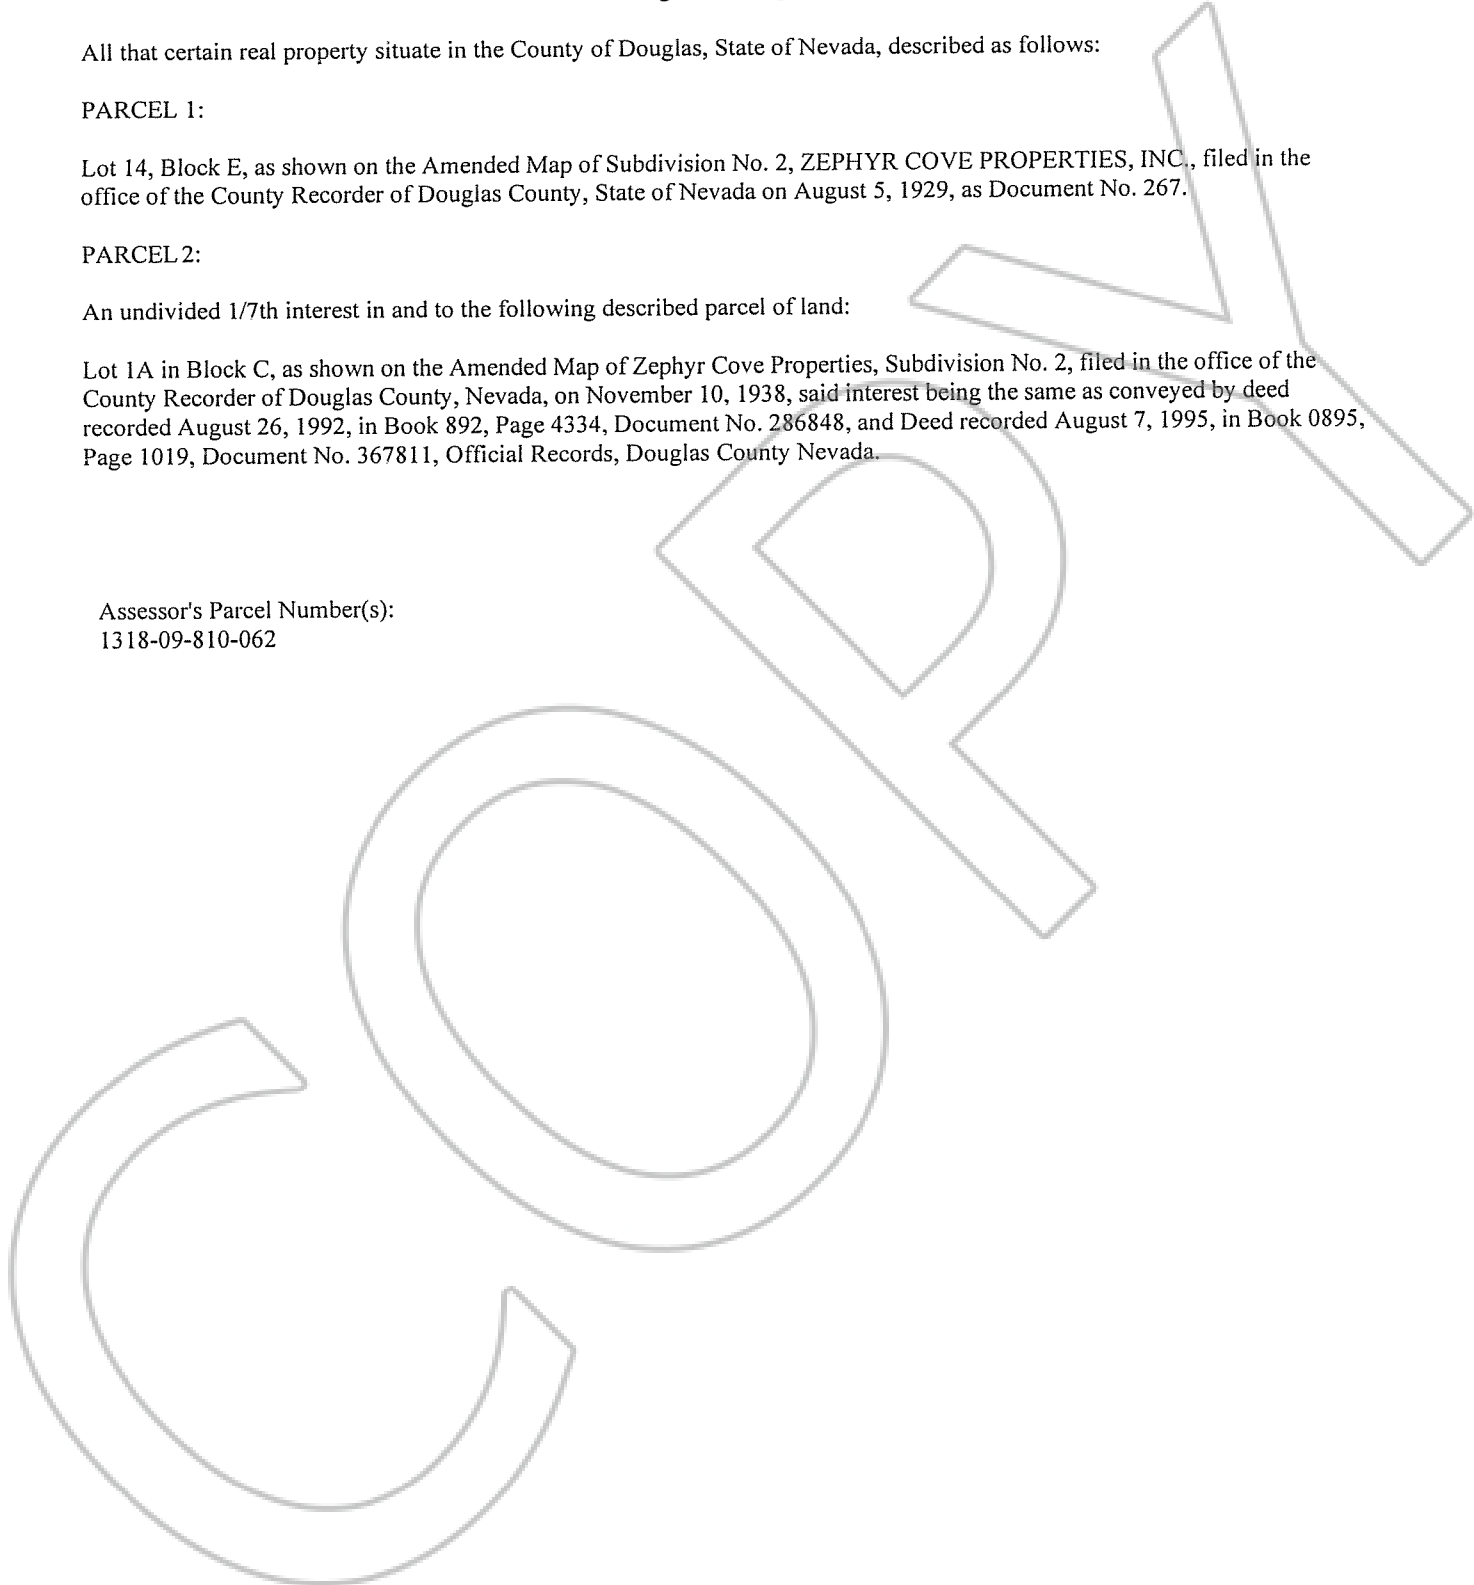 All that certain real property situate in the County of Douglas, State of Nevada, described as follows:
PARCEL 1:
Lot 14, Block E, as shown on the Amended Map of Subdivision No. 2, ZEPHYR COVE PROPERTIES, INC., filed in the
office of the County Recorder of Douglas County, State of Nevada on August 5, 1929, as Document No. 267.
PARCEL 2:
An undivided 1/7th interest in and to the following described parcel of land:
Lot 1A in Block C, as shown on the Amended Map of Zephyr Cove Properties, Subdivision No. 2, filed in the office of the
County Recorder of Douglas County, Nevada, on November 10, 1938, said interest being the same as conveyed by deed
recorded August 26, 1992, in Book 892, Page 4334, Document No. 286848, and Deed recorded August 7, 1995, in Book 0895,
Page 1019, Document No. 367811, Official Records, Douglas County Nevada.
Assessor's Parcel Number(s):
1318-09-810-062
COPY